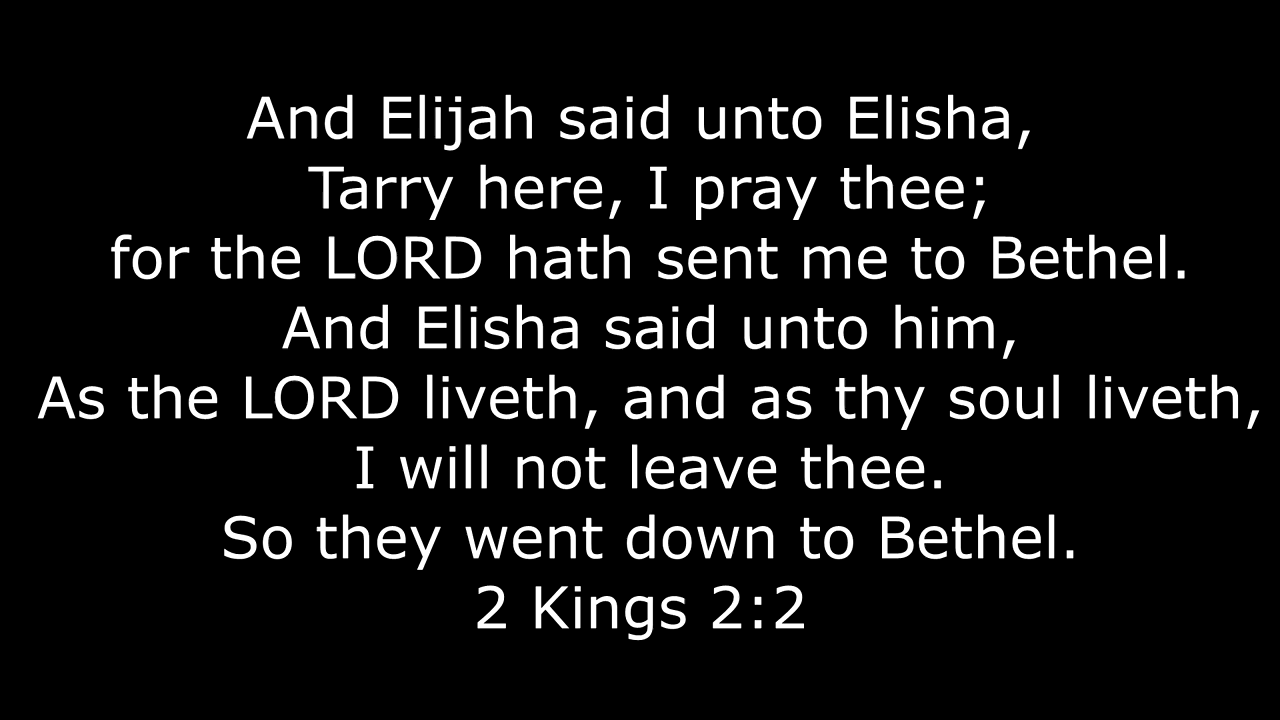 And Elijah said unto Elisha,
Tarry here, I pray thee;
for the LORD hath sent me to Bethel.
And Elisha said unto him,
As the LORD liveth, and as thy soul liveth,
I will not leave thee.
So they went down to Bethel.
2 Kings 2:2